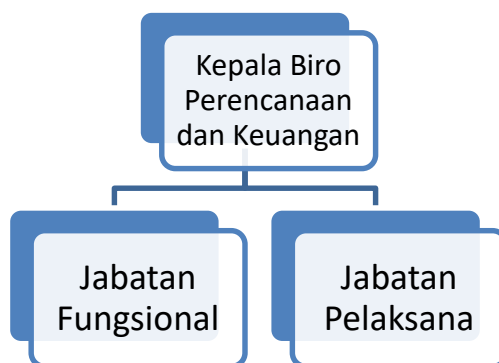 Kepala Biro
Perencanaan
dan Keuangan
Jabatan
Fungsional
Jabatan
Pelaksana